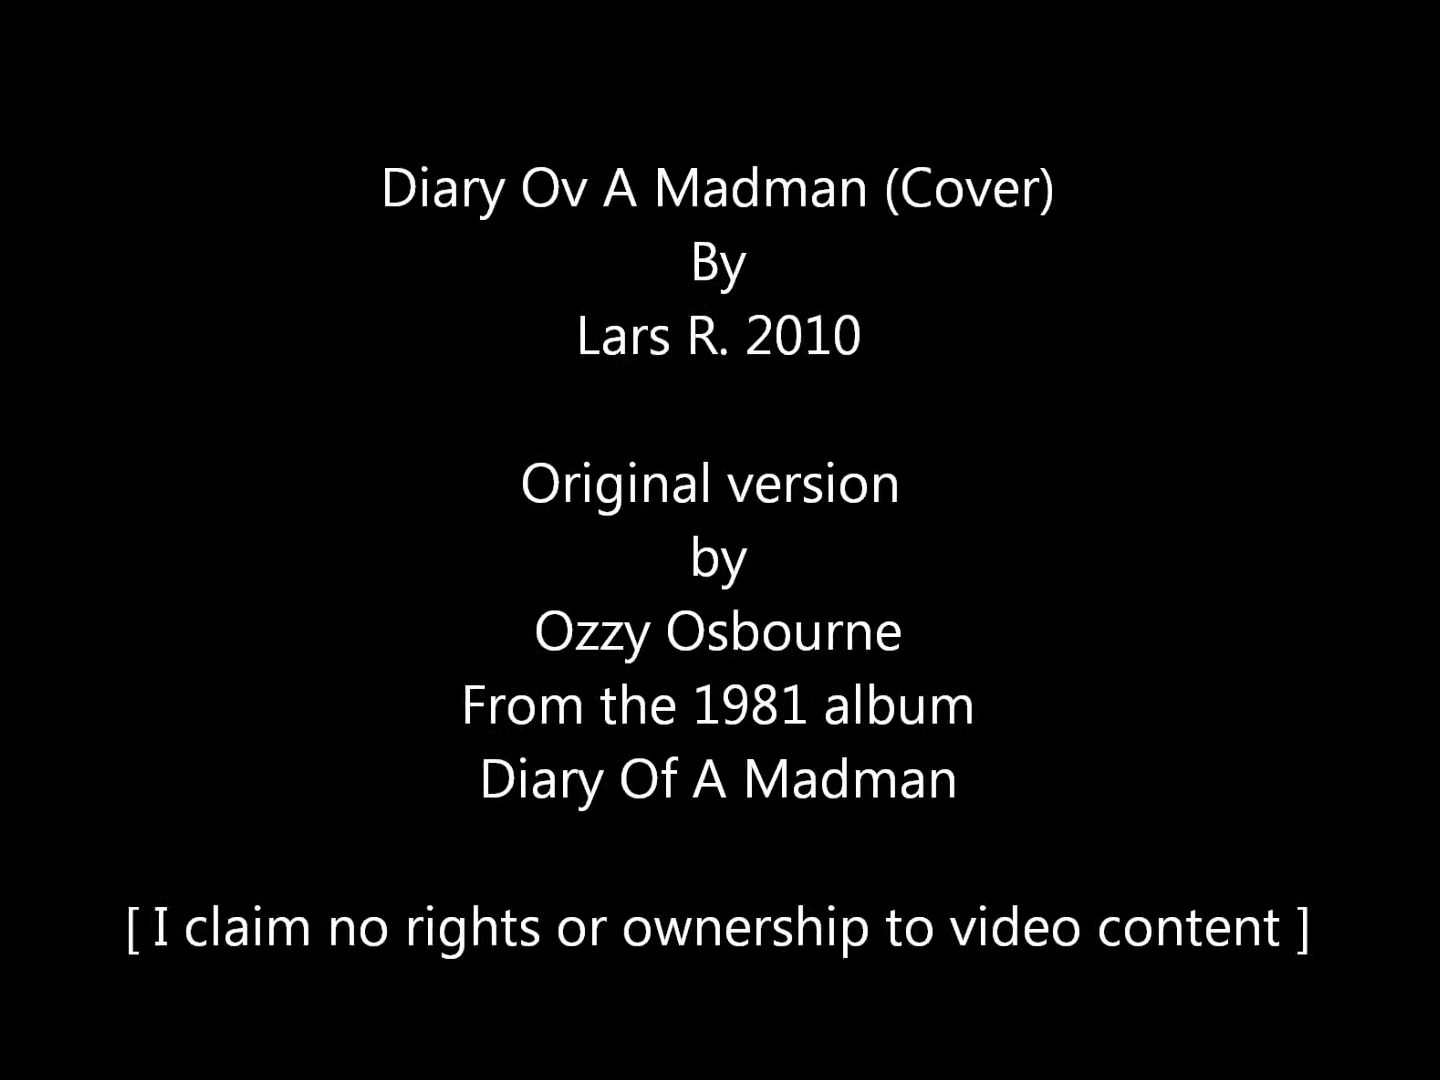 Diary Ov A Madman (Cover)
By
Lars R. 2010
Original version
by
Ozzy Osbourne
From the 1981 album
Diary Of A Madman
[ I claim no rights or ownership to video content ]